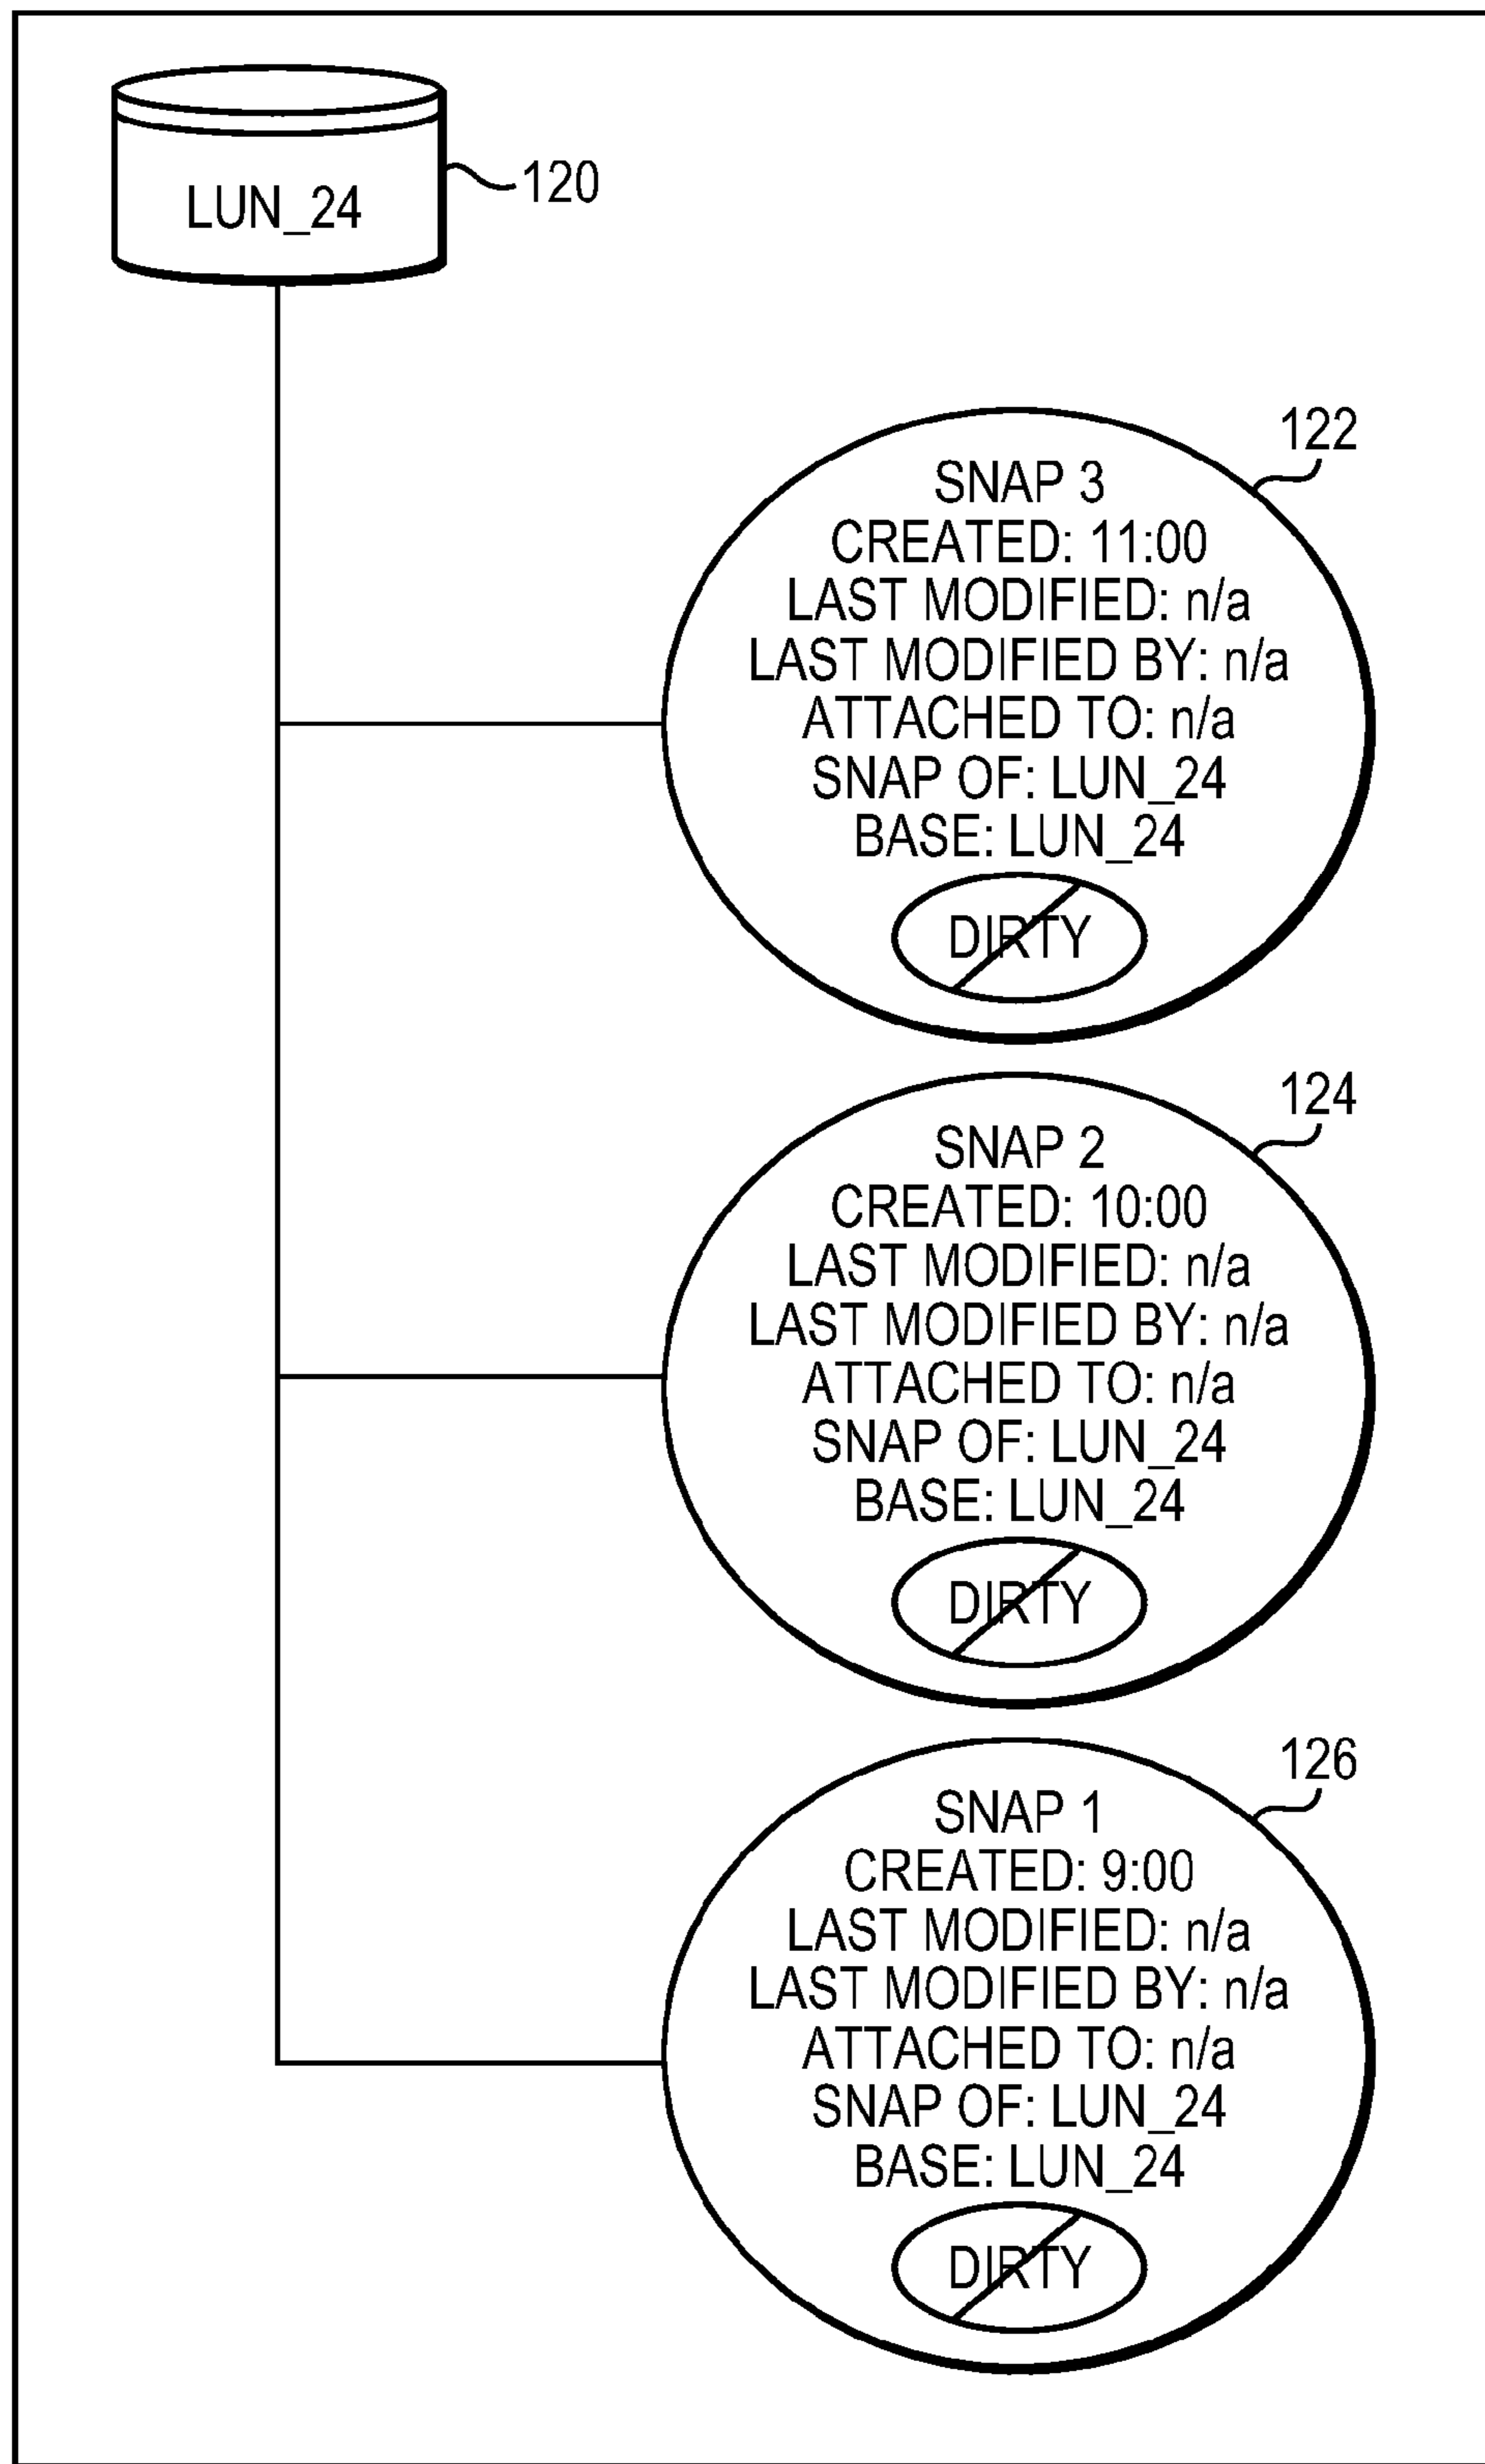 LUN_24
120
122
SNAP 3
CREATED: 11:00
LAST MODIFIED: n/a
LAST MODIFIED BY: n/a
ATTACHED TO: n/a
SNAP OF: LUN_24
BASE: LUN_24
DIRTY
124
SNAP 2
CREATED: 10:00
LAST MODIFIED: n/a
LAST MODIFIED BY: n/a
ATTACHED TO: n/a
SNAP OF: LUN_24
BASE: LUN_24
DIRTY
126
SNAP 1
CREATED: 9:00
LAST MODIFIED: n/a
LAST MODIFIED BY: n/a
ATTACHED TO: n/a
SNAP OF: LUN_24
BASE: LUN_24
DIRTY